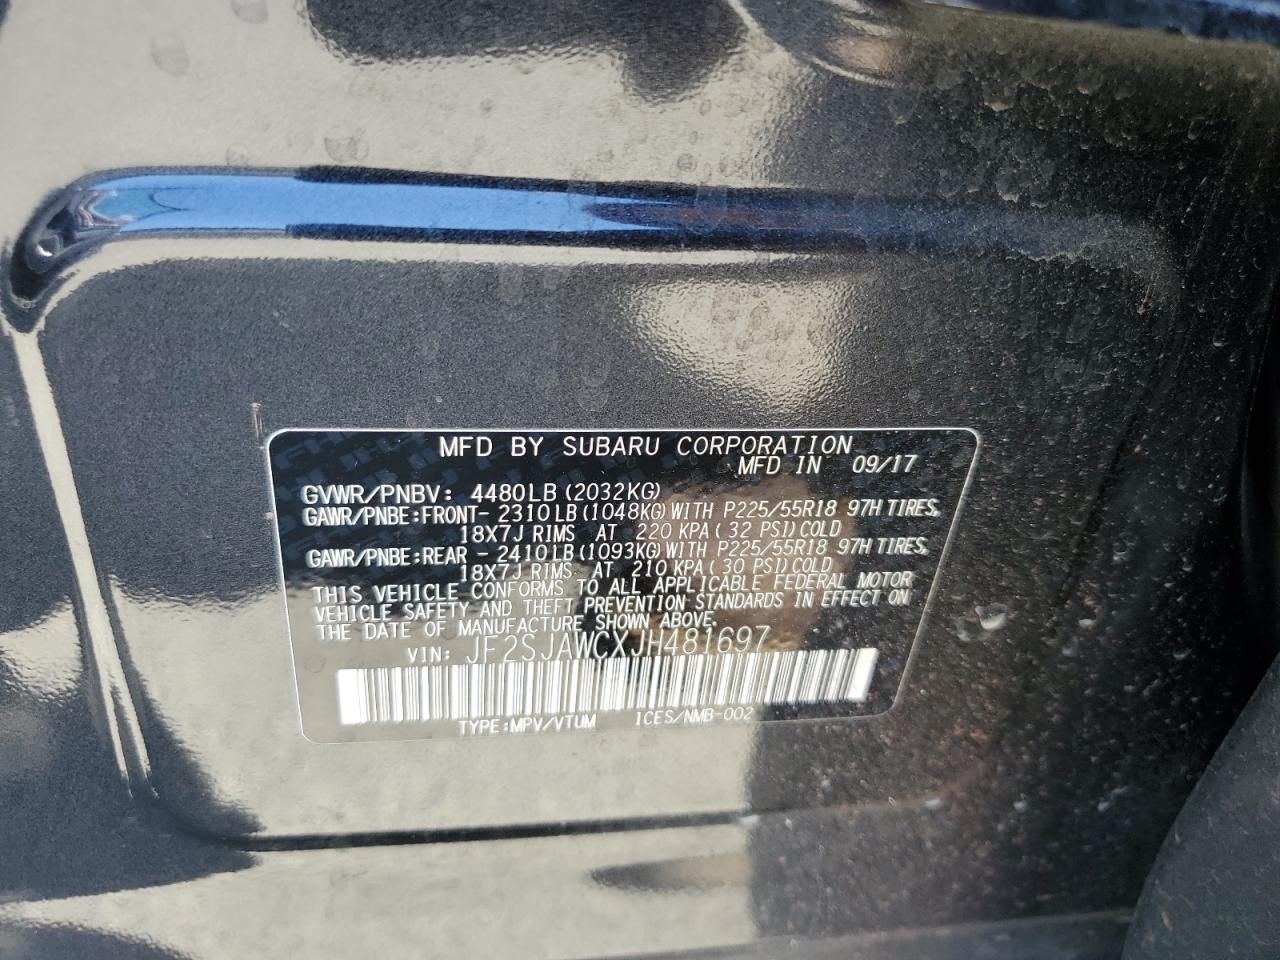 MFD BY SUBARU CORPORATION
MFD IN 09/17
GVWR/PNBV: 4480LB(2032KG)
GAWR/PNBE:FRONT- 2310LB(1048KG)WITH P225/55R18 97H TIRES,
18X7J RIMS AT 220 KPA(32 PSI)COLD
GAWR/PNBE:REAR - 2410LB(1093KG)WITH P225/55R18 97H TIRES,
18X7J RIMS AT 210 KPA(30 PSI)COLD
THIS VEHICLE CONFORMS TO ALL APPLICABLE FEDERAL MOTOR
VEHICLE SAFETY AND THEFT PREVENTION STANDARDS IN EFFECT ON
THE DATE OF MANUFACTURE SHOWN ABOVE.
VIN: JF2SJAWCXJH481697
TYPE:MPV/VTUM ICES/NMB-002